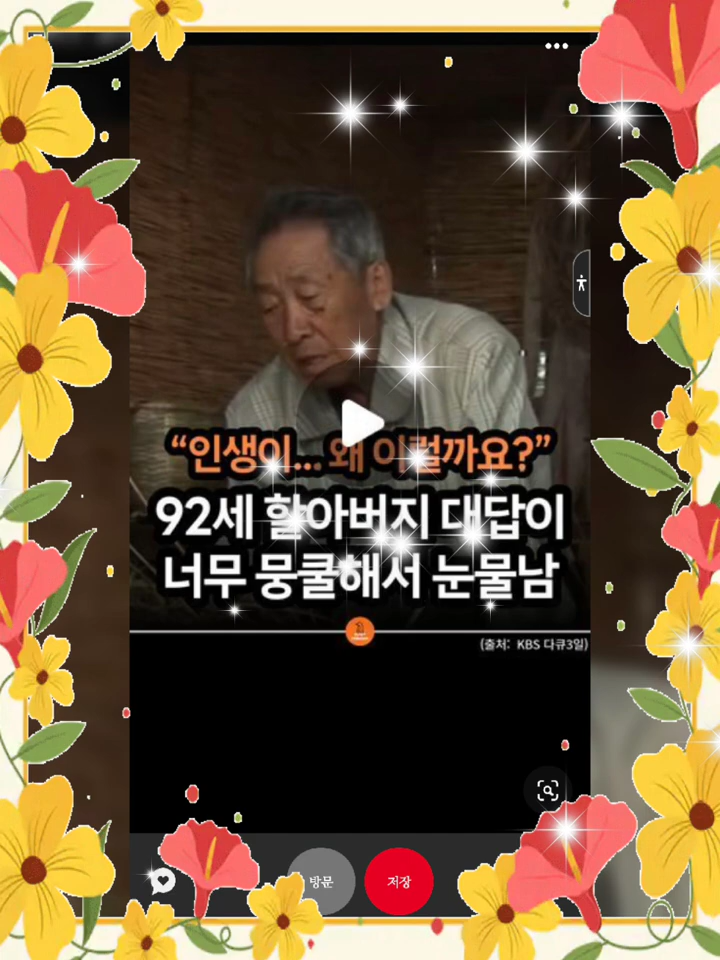 “인생이... 왜 이럴까요?”
92세 할아버지 대답이
너무 뭉쿨해서 눈물남
(출처: KBS 다큐3일)
방문
저장